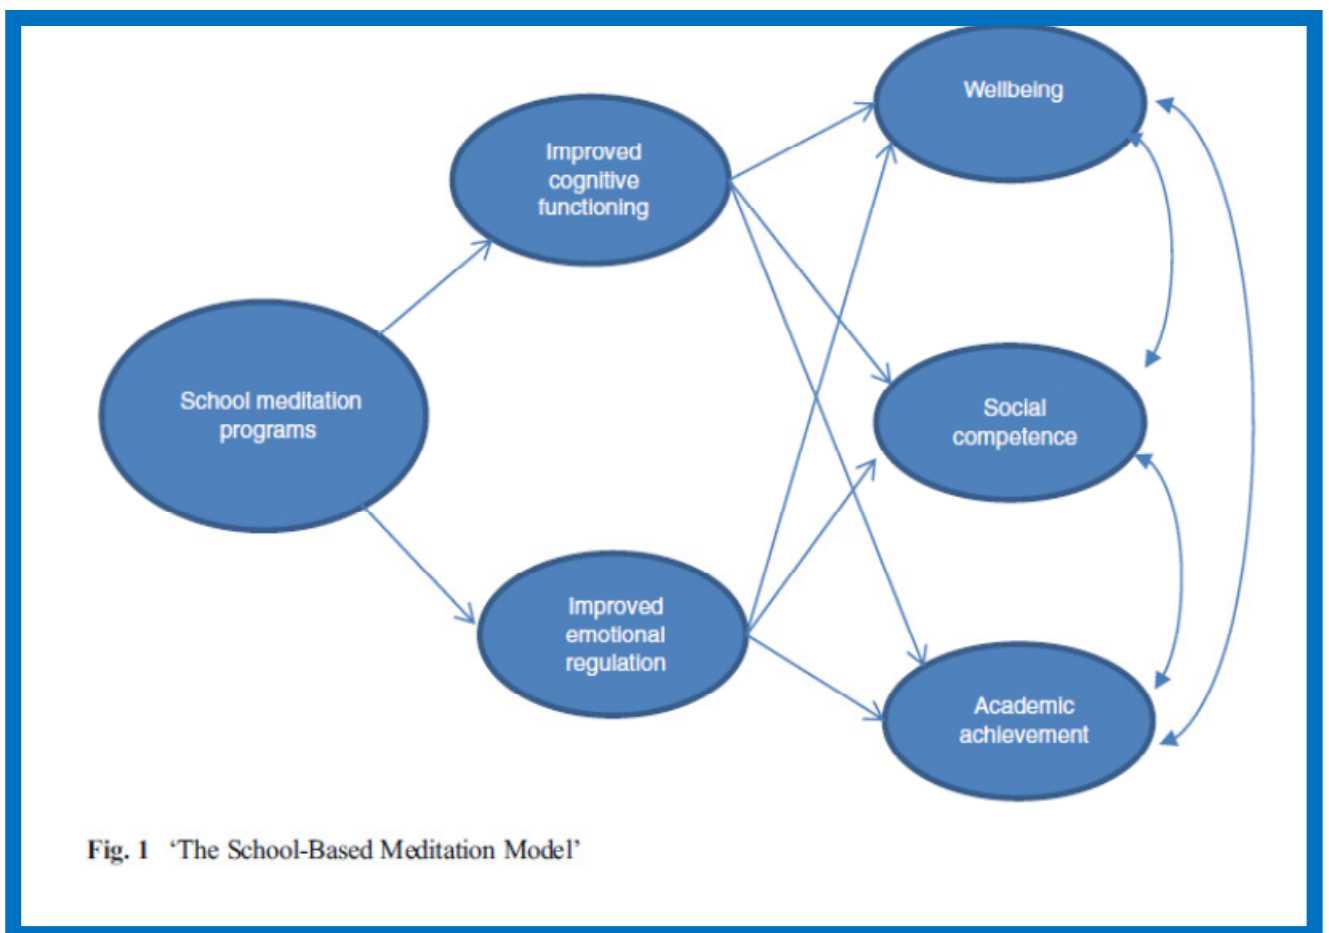 Wellbeing
Improved
cognitive
functioning
School meditation
programs
Social
competence
Improved
emotional
regulation
Academic
achievement
Fig. 1 ‘The School-Based Meditation Model’